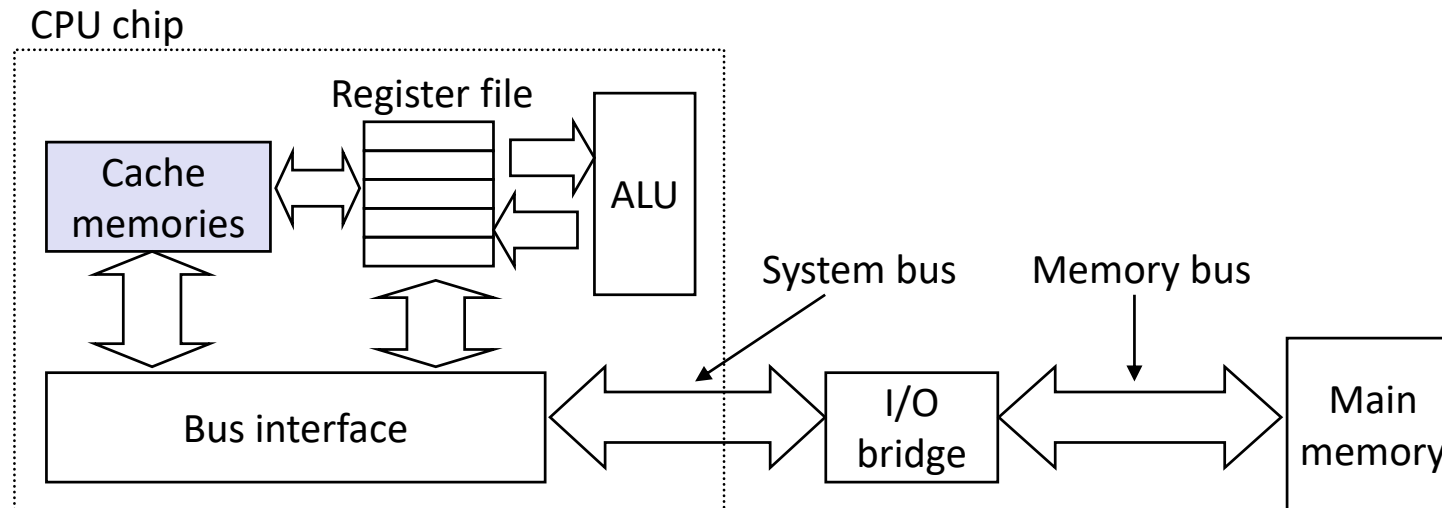 CPU chip
Register file
Cache
memories
ALU
System bus
Memory bus
Bus interface
I/O
bridge
Main
memory